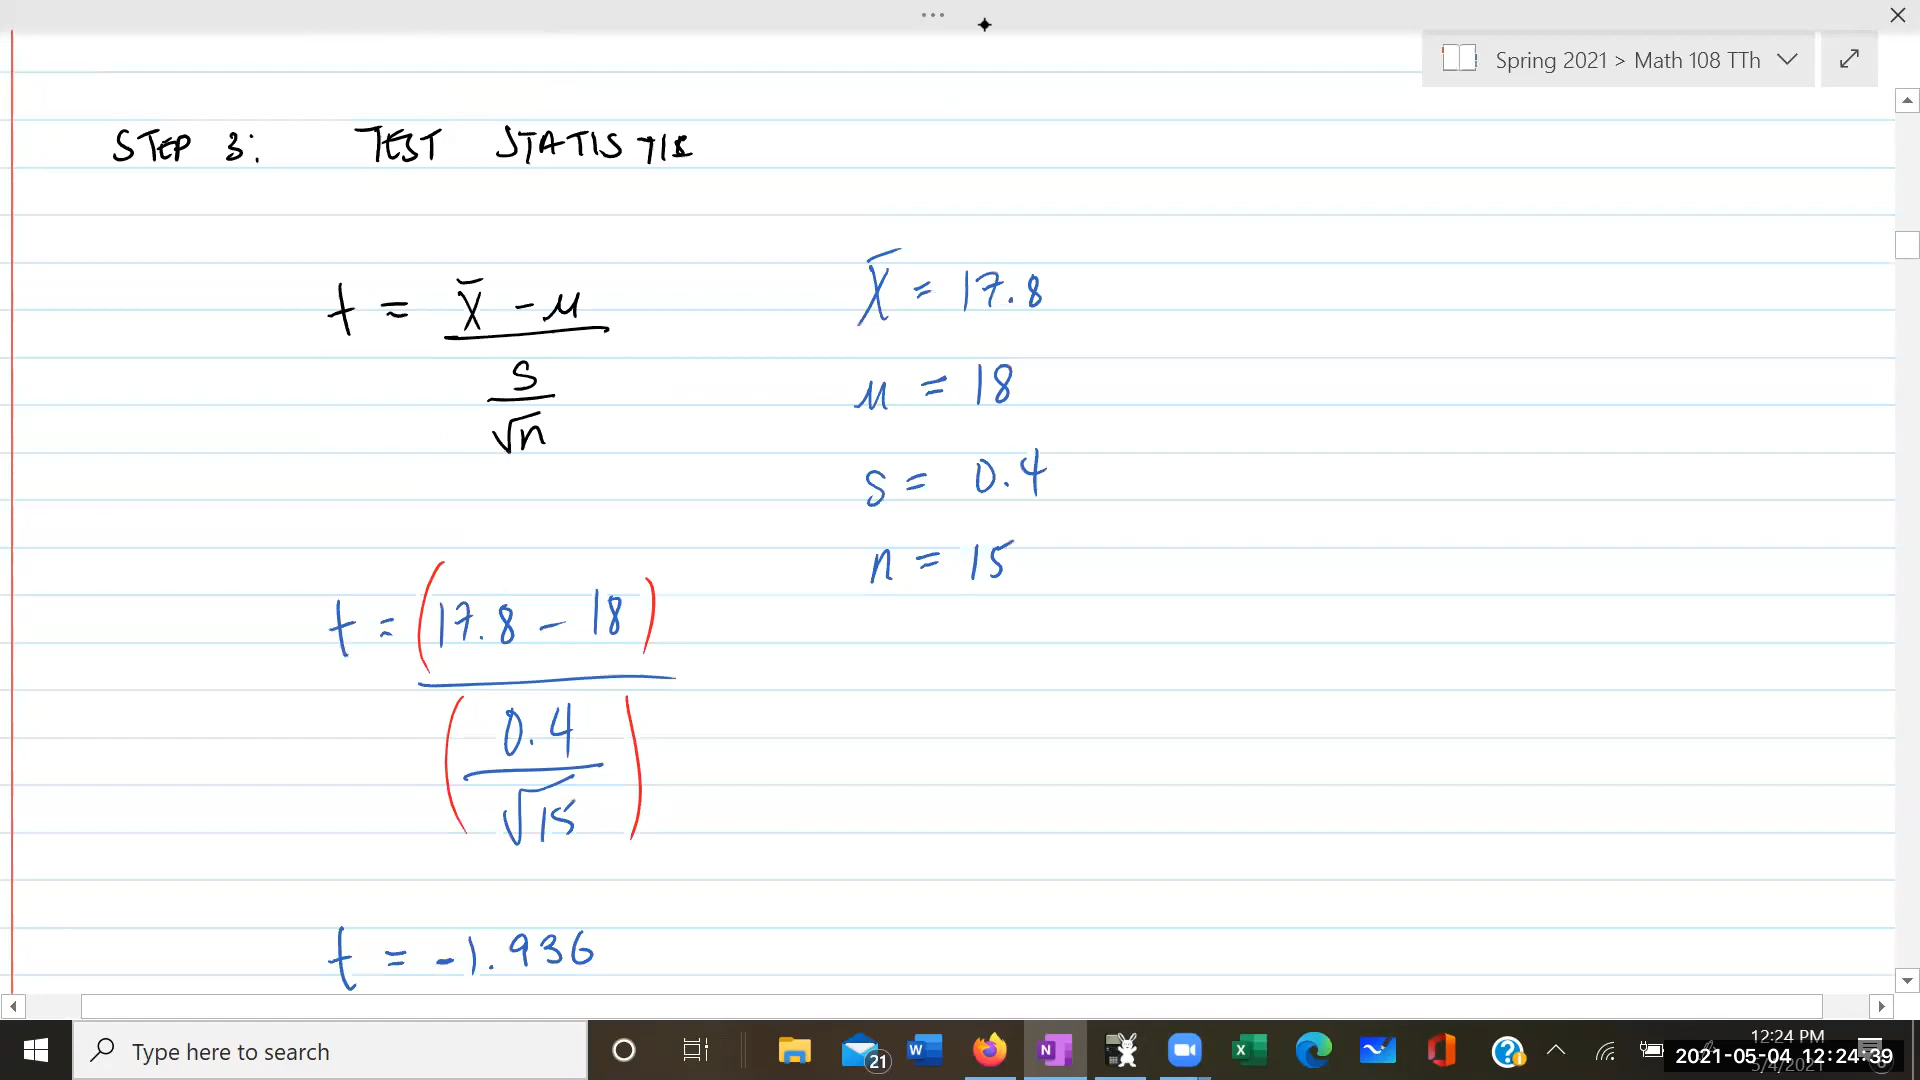 Spring 2021 > Math 108 TTh
STEP 3: TEST STATISTIC
t = x̄ - μ
s
√n
x̄ = 17.8
μ = 18
s = 0.4
n = 15
t = (17.8 - 18)
(0.4
√15)
t = -1.936
Type here to search
21
12:24 PM
2021-05-04 12:24:39